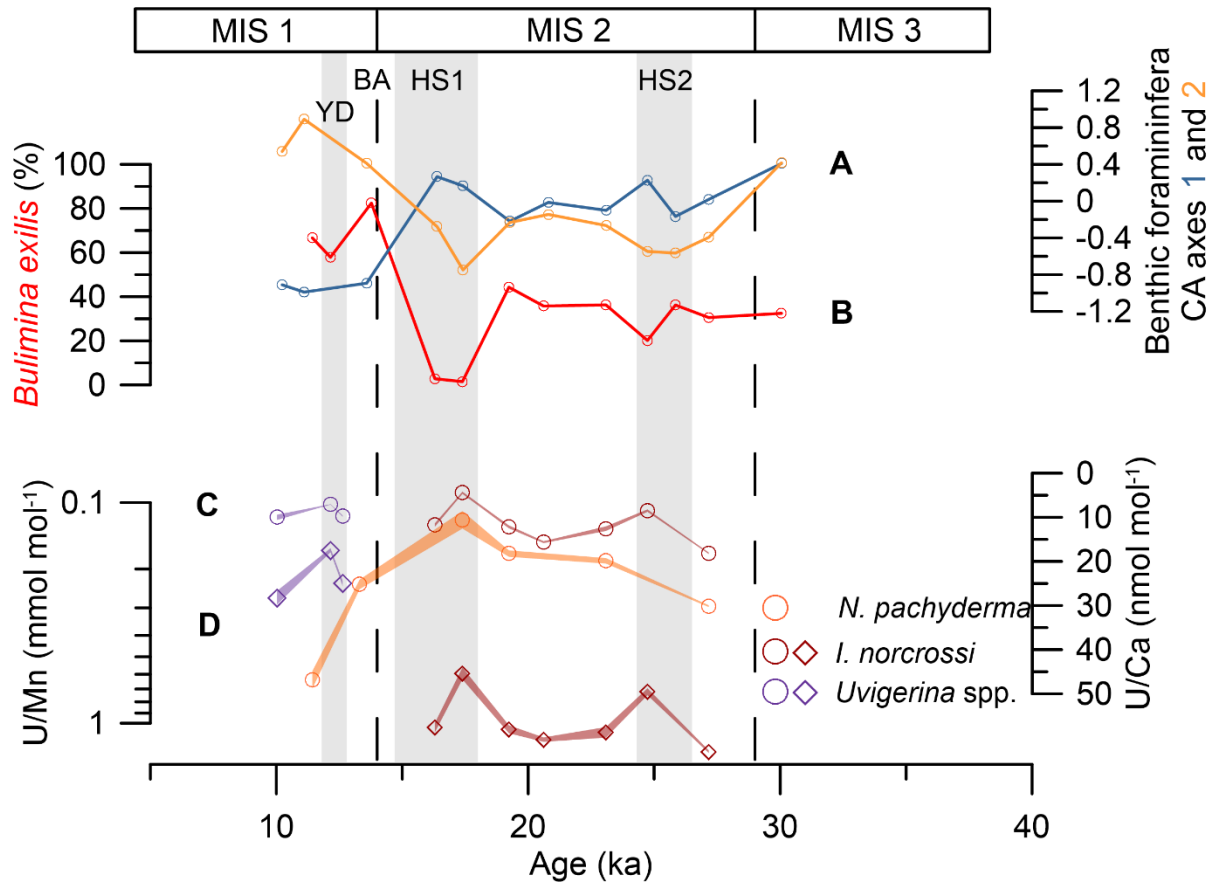 MIS 1 MIS 2 MIS 3
YD BA HS1 HS2
Bulimina exilis (%)
100
80
60
40
20
0
A
B
1.2
0.8
0.4
0
-0.4
-0.8
-1.2
Benthic foramininfera
CA axes 1 and 2
U/Mn (mmol mol⁻¹)
0.1
1
C
D
0
10
20
30
40
50
U/Ca (nmol mol⁻¹)
N. pachyderma
I. norcrossi
Uvigerina spp.
10 20 30 40
Age (ka)